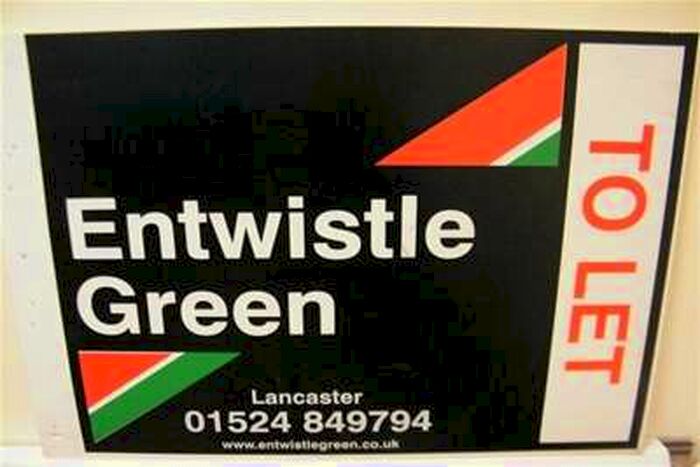 Entwistle
Green
Lancaster
01524 849794
www.entwistlegreen.co.uk
TO LET